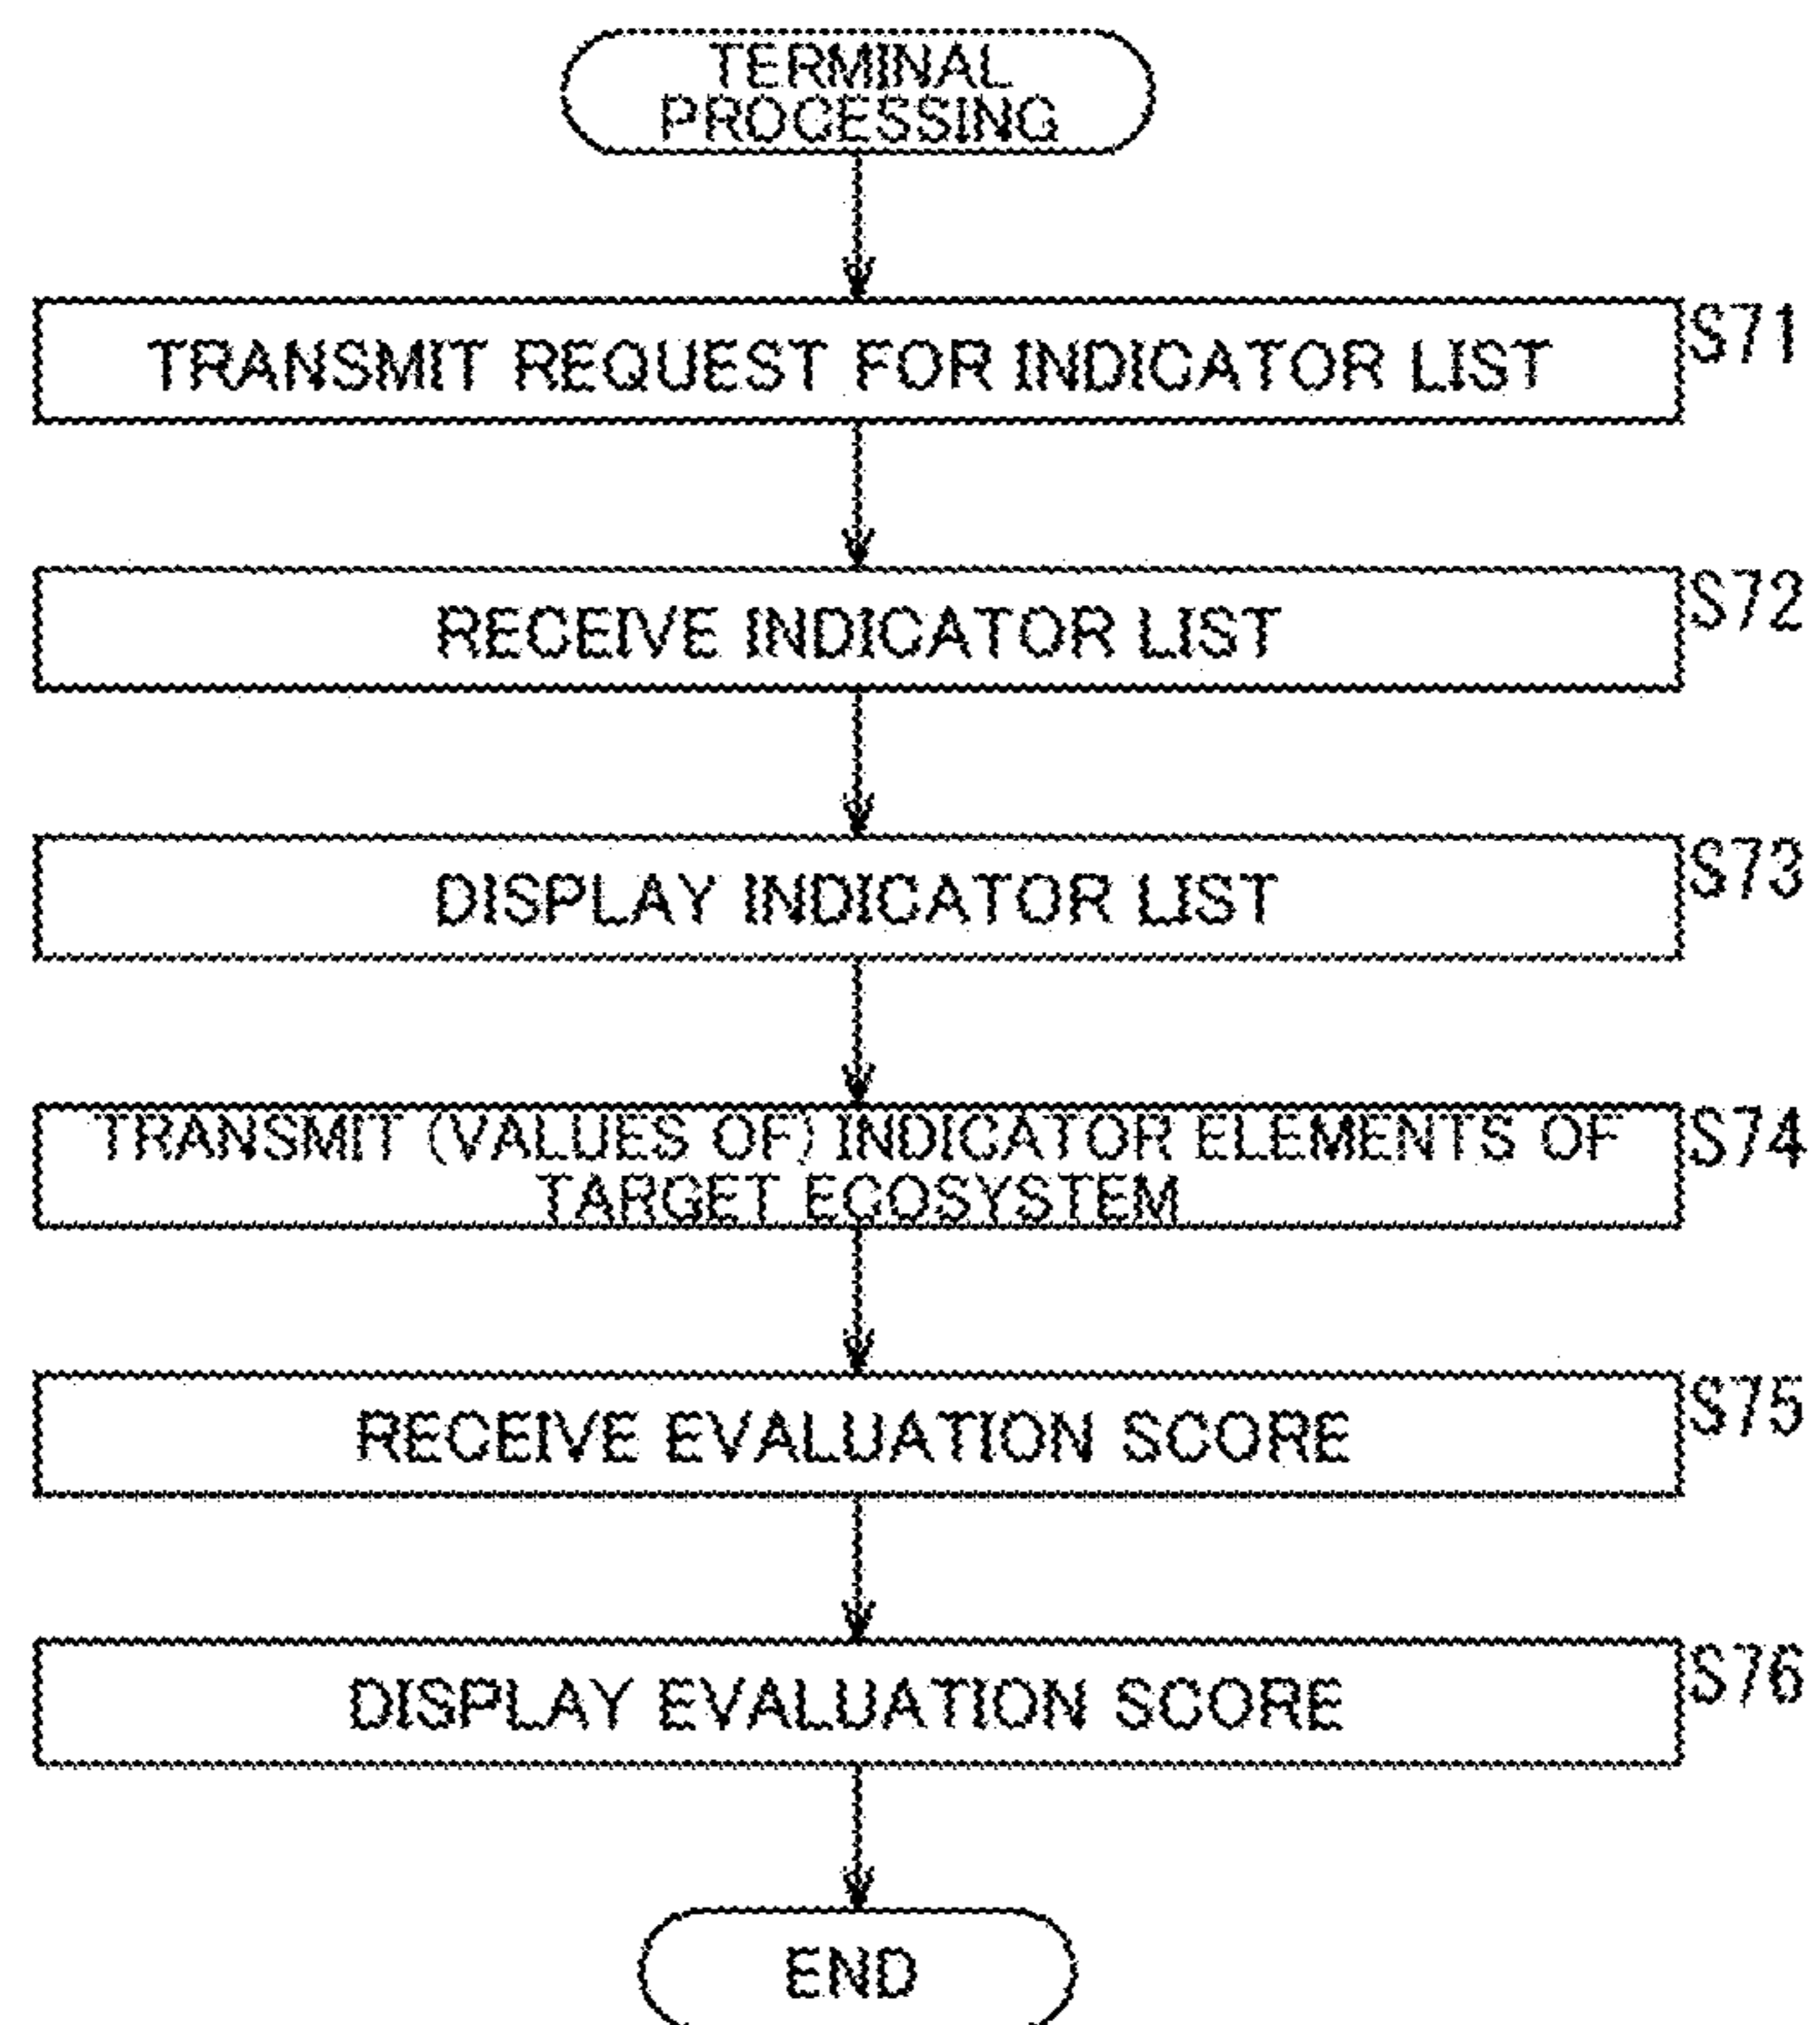 TERMINAL
PROCESSING
TRANSMIT REQUEST FOR INDICATOR LIST
S71
RECEIVE INDICATOR LIST
S72
DISPLAY INDICATOR LIST
S73
TRANSMIT (VALUES OF) INDICATOR ELEMENTS OF
TARGET ECOSYSTEM
S74
RECEIVE EVALUATION SCORE
S75
DISPLAY EVALUATION SCORE
S76
END